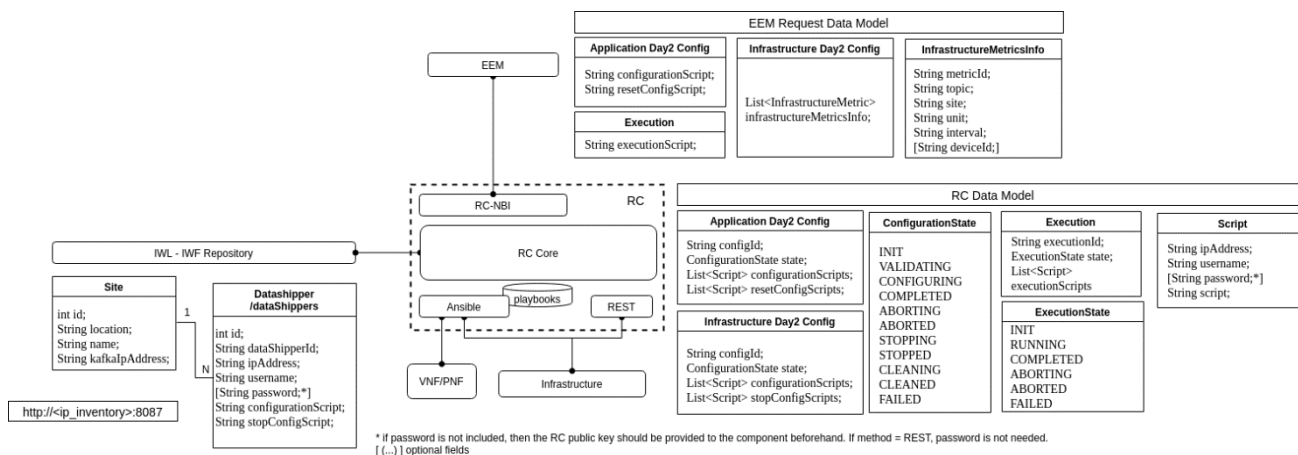 EEM Request Data Model
Application Day2 Config
String configurationScript;
String resetConfigScript;
Execution
String executionScript;
Infrastructure Day2 Config
List<InfrastructureMetric>
infrastructureMetricsInfo;
InfrastructureMetricsInfo
String metricId;
String topic;
String site;
String unit;
String interval;
[String deviceId;]
EEM
RC
RC-NBI
RC Core
playbooks
Ansible
REST
VNF/PNF
Infrastructure
IWL - IWF Repository
Site
int id;
String location;
String name;
String kafkaIpAddress;
1
N
Datashipper
/dataShippers
int id;
String dataShipperId;
String ipAddress;
String username;
[String password;*]
String configurationScript;
String stopConfigScript;
http://<ip_inventory>:8087
RC Data Model
Application Day2 Config
String configId;
ConfigurationState state;
List<Script> configurationScripts;
List<Script> resetConfigScripts;
Infrastructure Day2 Config
String configId;
ConfigurationState state;
List<Script> configurationScripts;
List<Script> stopConfigScripts;
ConfigurationState
INIT
VALIDATING
CONFIGURING
COMPLETED
ABORTING
ABORTED
STOPPING
STOPPED
CLEANING
CLEANED
FAILED
Execution
String executionId;
ExecutionState state;
List<Script>
executionScripts
ExecutionState
INIT
RUNNING
COMPLETED
ABORTING
ABORTED
FAILED
Script
String ipAddress;
String username;
[String password;*]
String script;
* if password is not included, then the RC public key should be provided to the component beforehand. If method = REST, password is not needed.
[ (...) ] optional fields